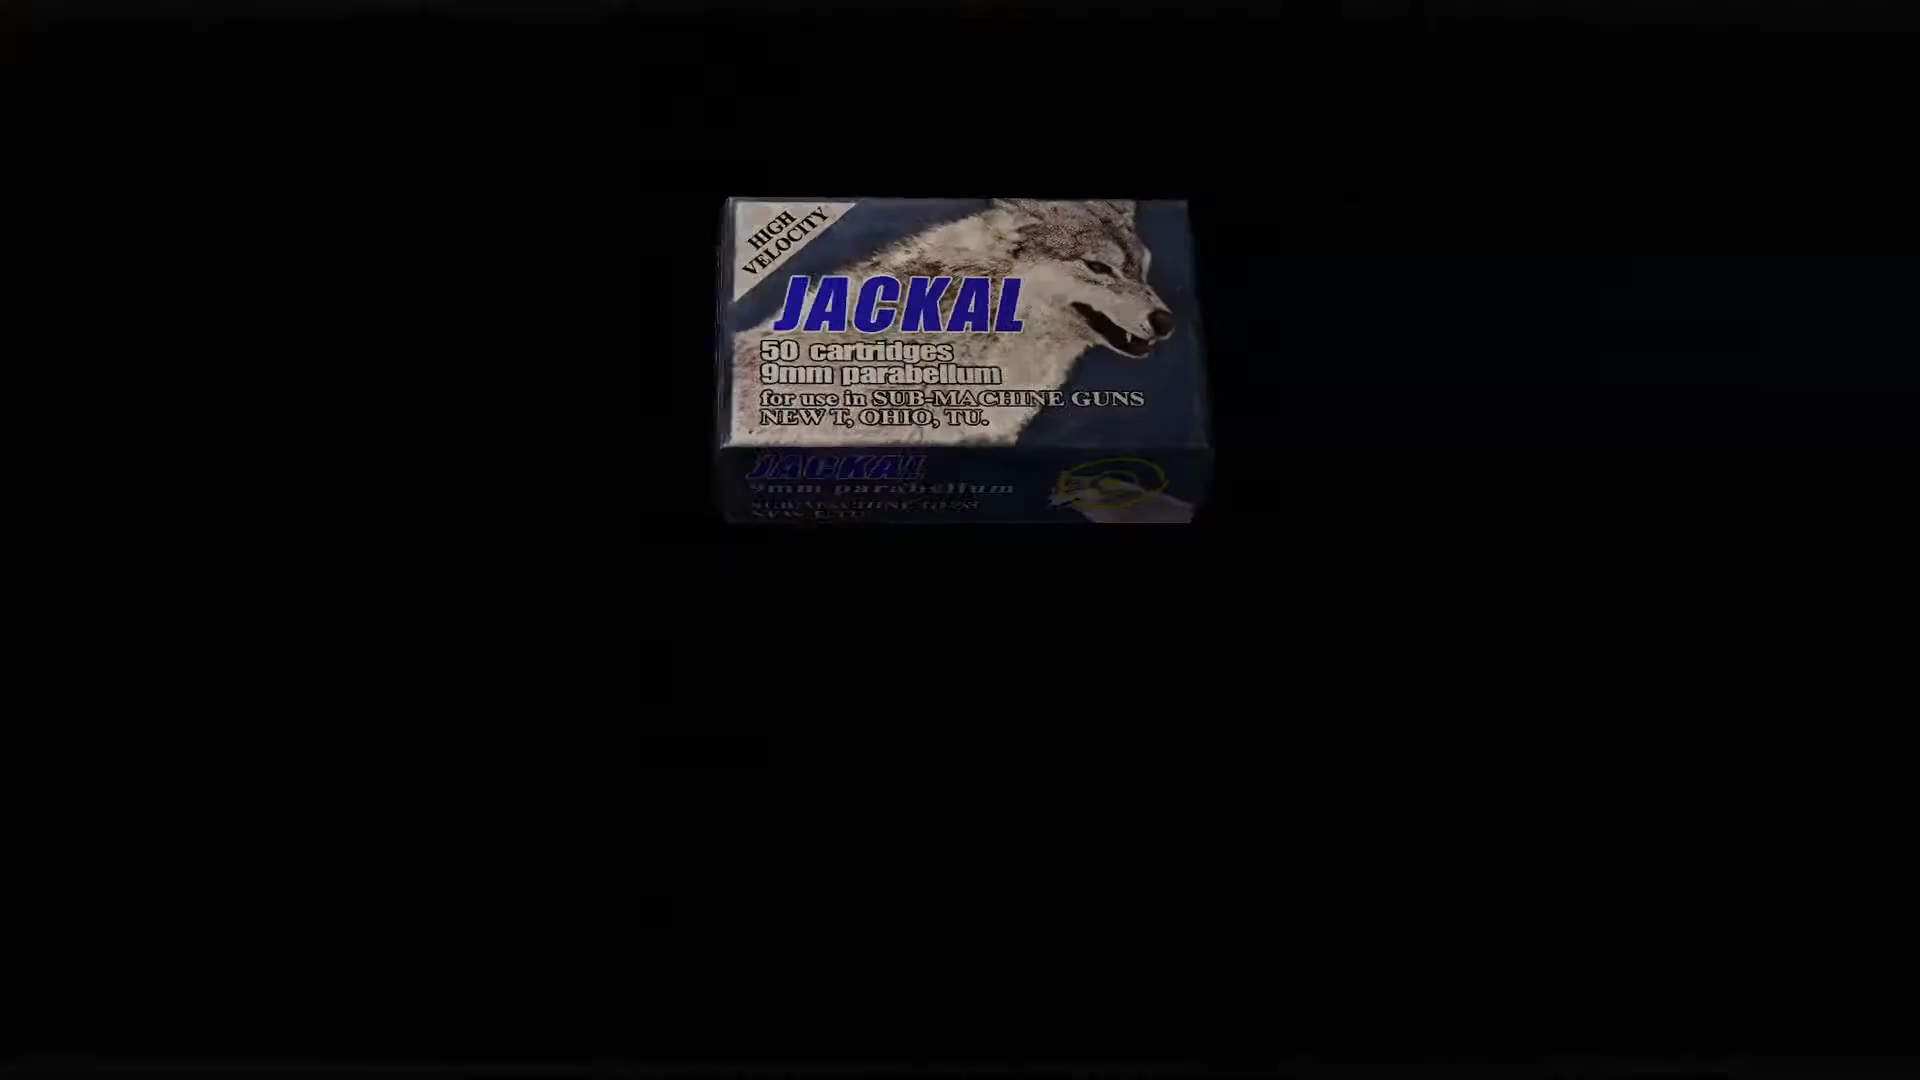 HIGH
VELOCITY
JACKAL
50 cartridges
9mm parabellum
for use in SUB-MACHINE GUNS
NEW T, OHIO, TU.
JACKAL
9mm parabellum